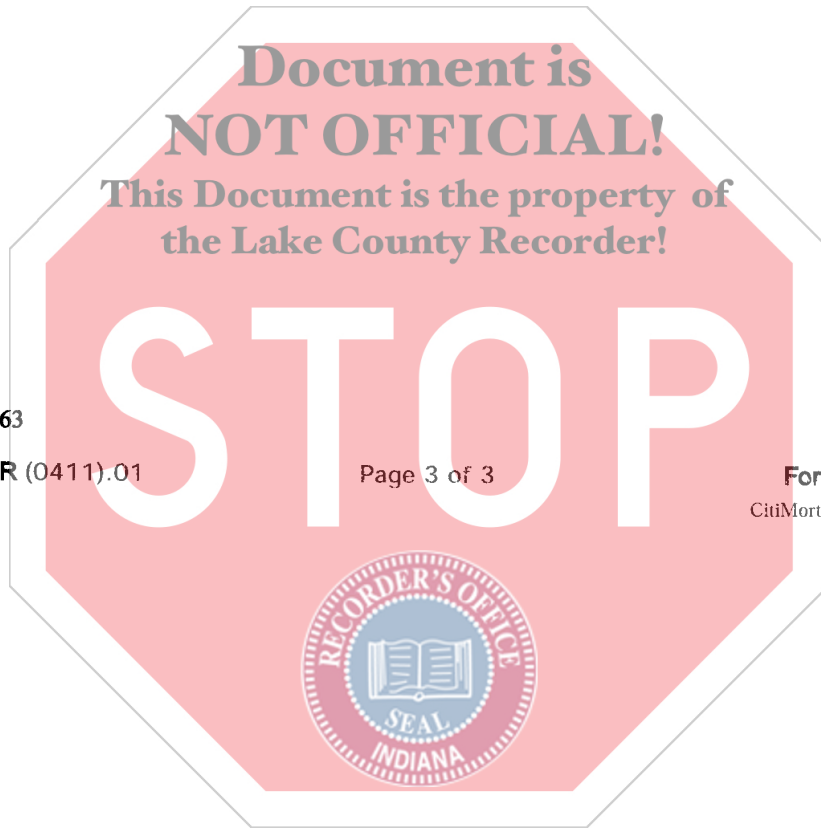 Document is
NOT OFFICIAL!
This Document is the property of
the Lake County Recorder!
STOP
63
R (0411).01
Page 3 of 3
For
CitiMort
RECORDER'S OFFICE
SEAL
INDIANA